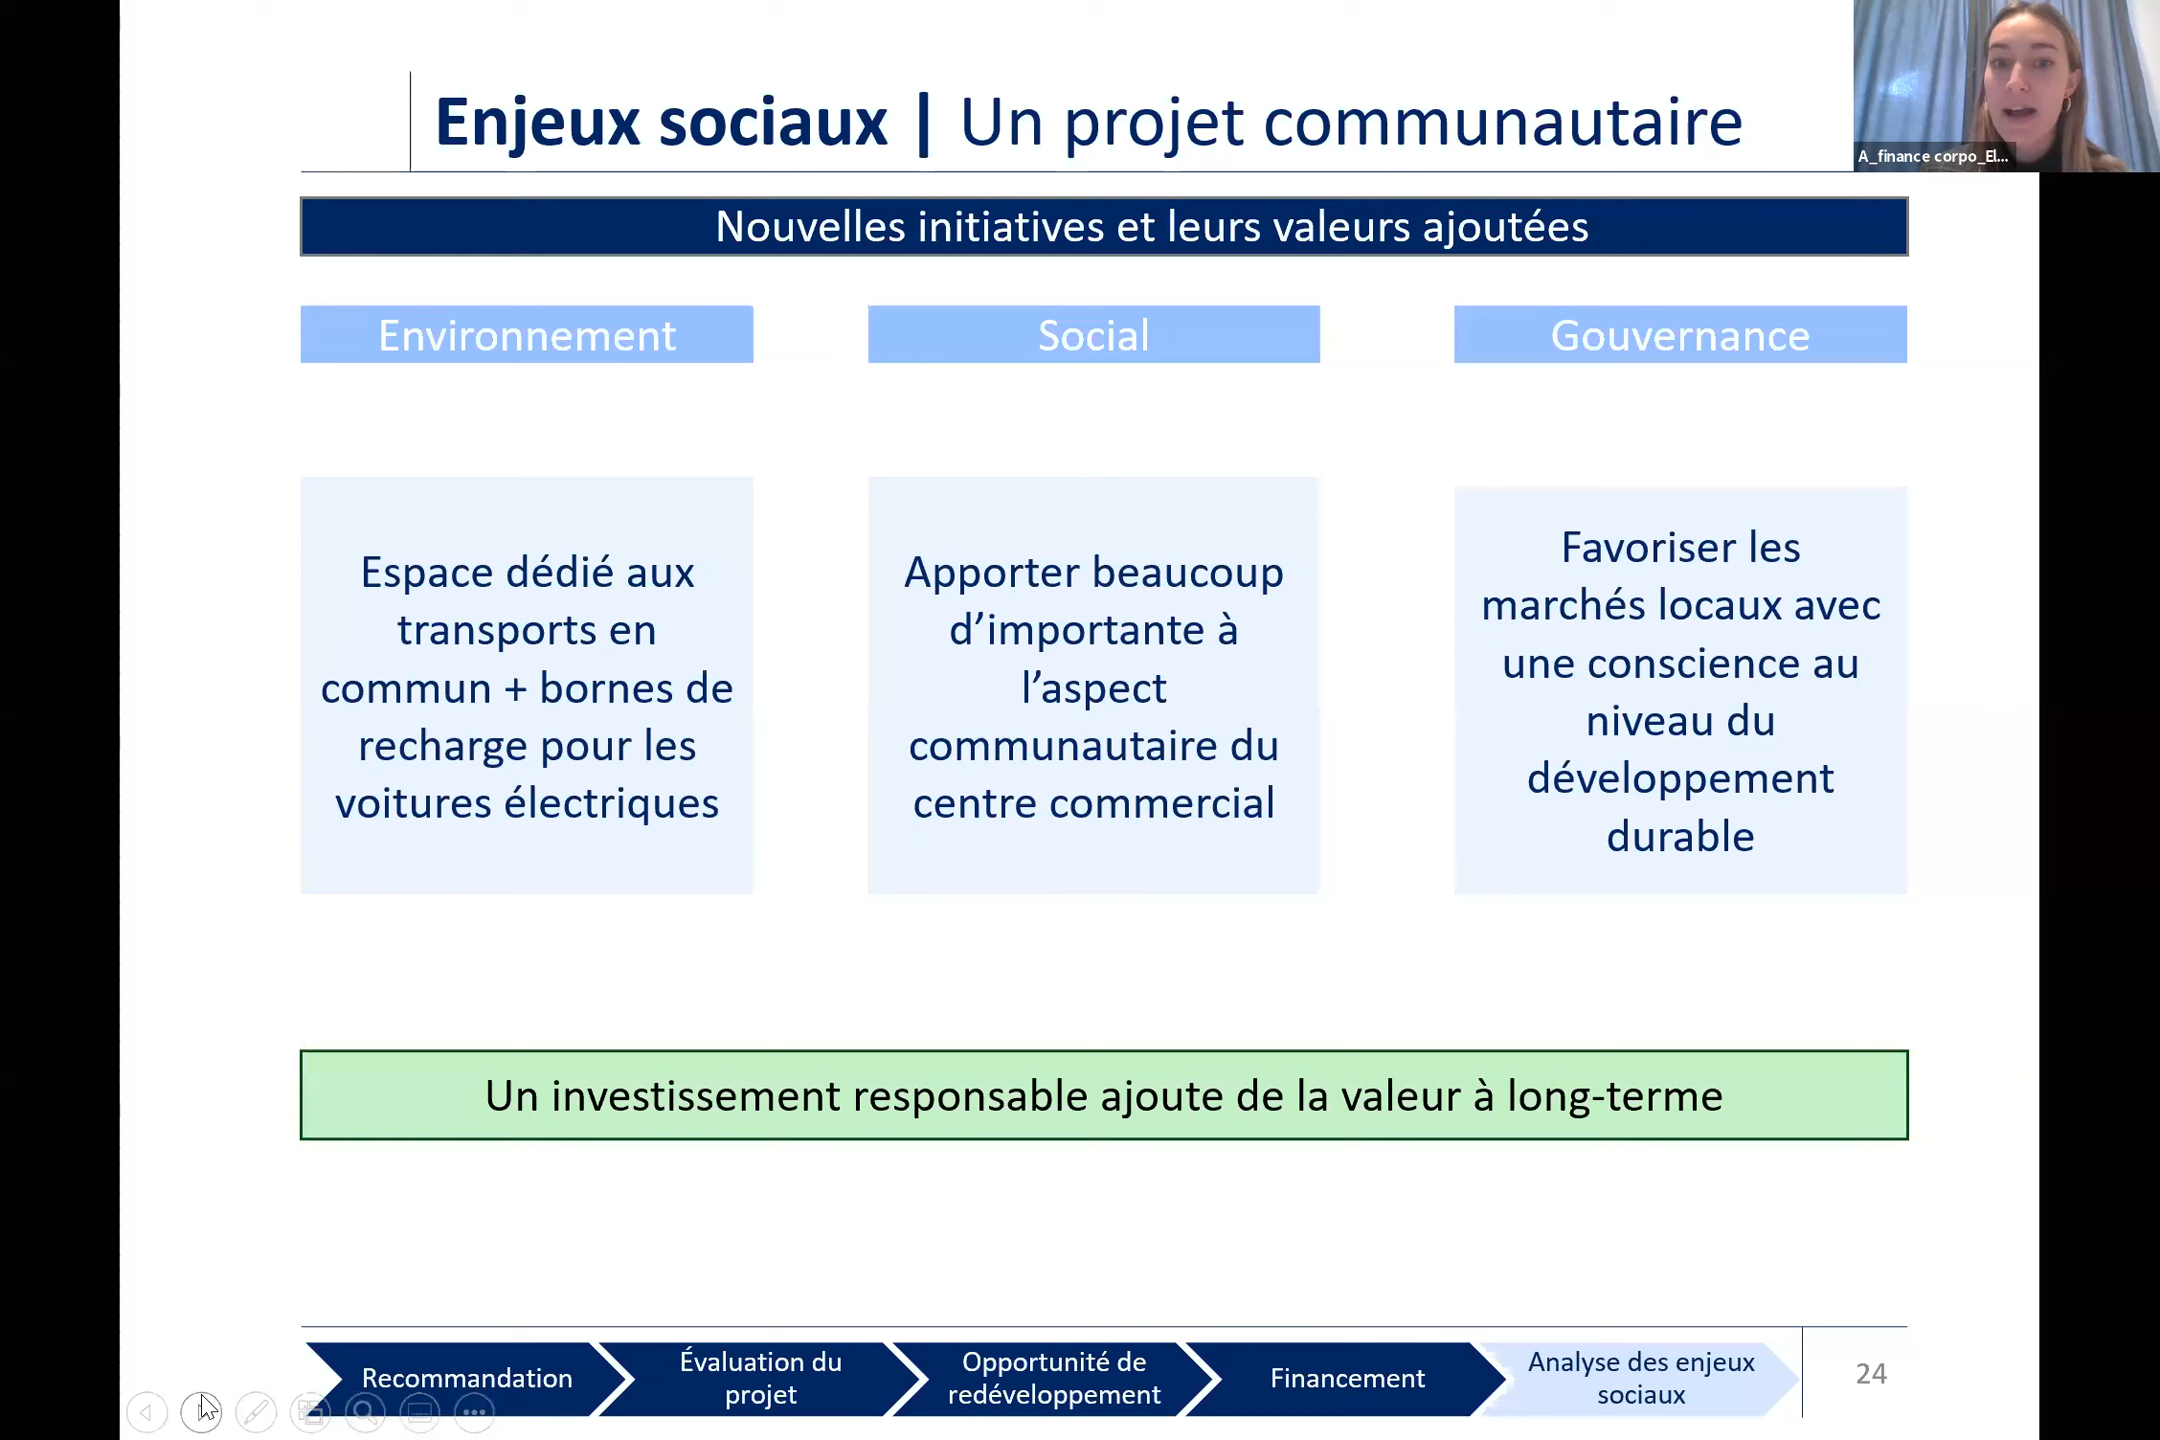 Enjeux sociaux | Un projet communautaire
A_finance corpo_El...
Nouvelles initiatives et leurs valeurs ajoutées
Environnement
Social
Gouvernance
Espace dédié aux
transports en
commun + bornes de
recharge pour les
voitures électriques
Apporter beaucoup
d’importante à
l’aspect
communautaire du
centre commercial
Favoriser les
marchés locaux avec
une conscience au
niveau du
développement
durable
Un investissement responsable ajoute de la valeur à long-terme
Recommandation
Évaluation du
projet
Opportunité de
redéveloppement
Financement
Analyse des enjeux
sociaux
24